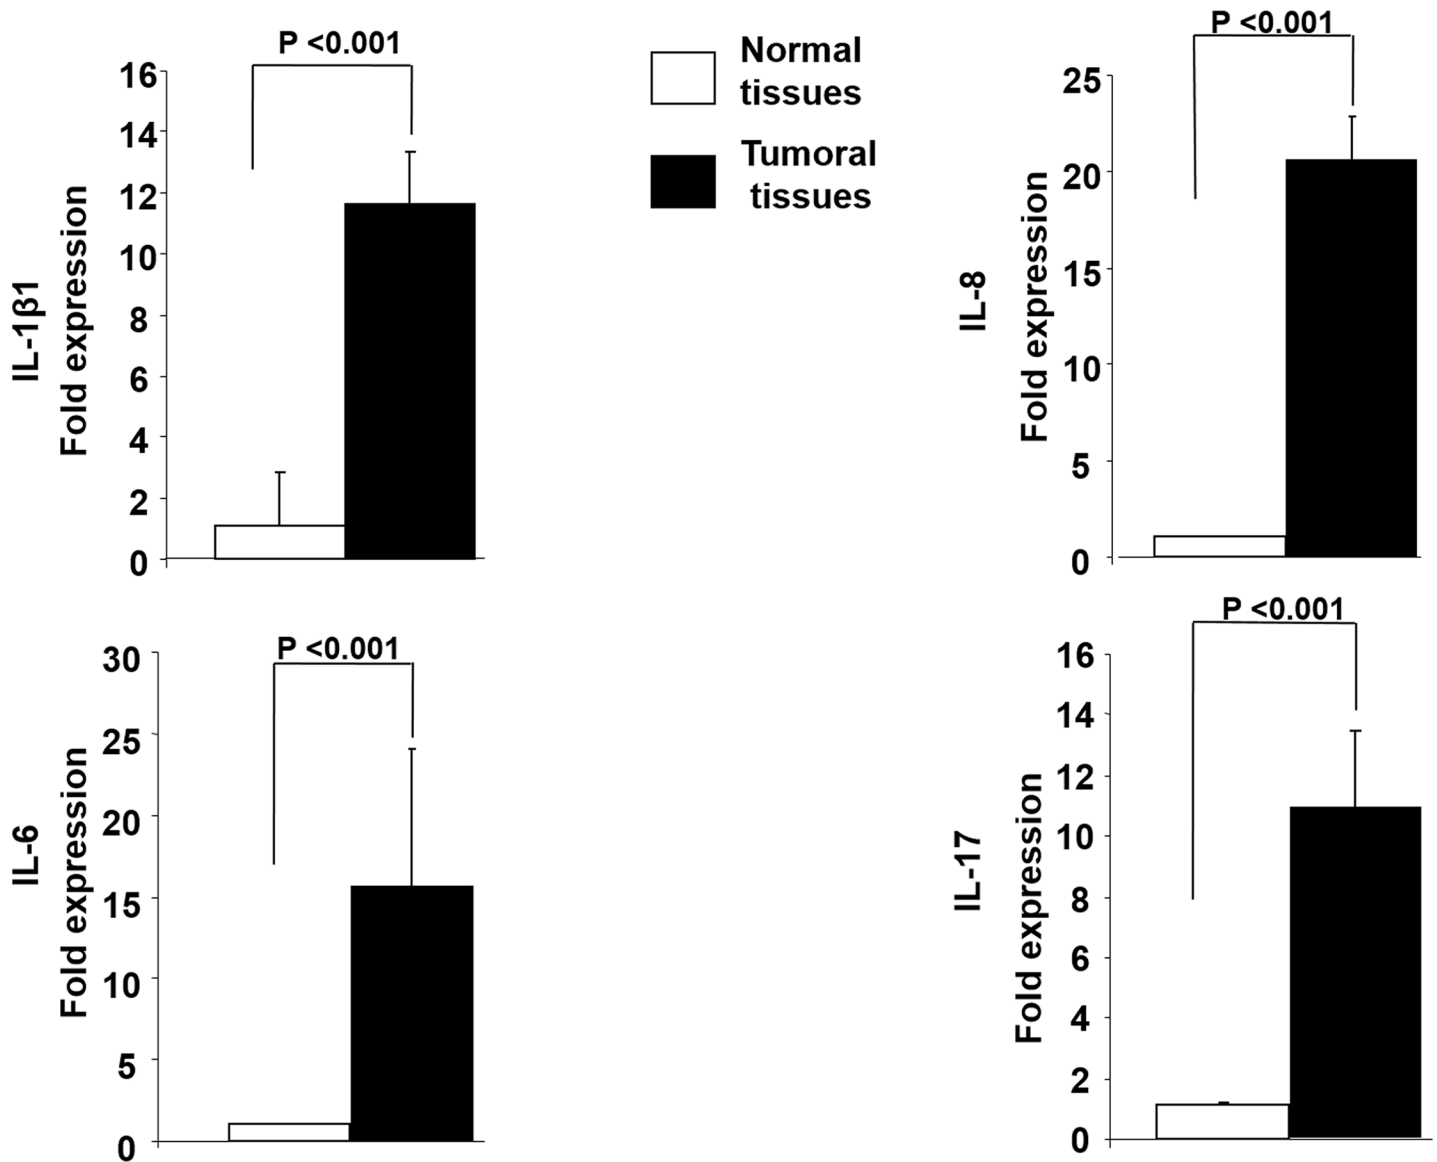 P <0.001
16
14
12
10
8
6
4
2
0
IL-1β1
Fold expression
Normal
tissues
Tumoral
tissues
P <0.001
25
20
15
10
5
0
IL-8
Fold expression
P <0.001
30
25
20
15
10
5
0
IL-6
Fold expression
P <0.001
16
14
12
10
8
6
4
2
0
IL-17
Fold expression